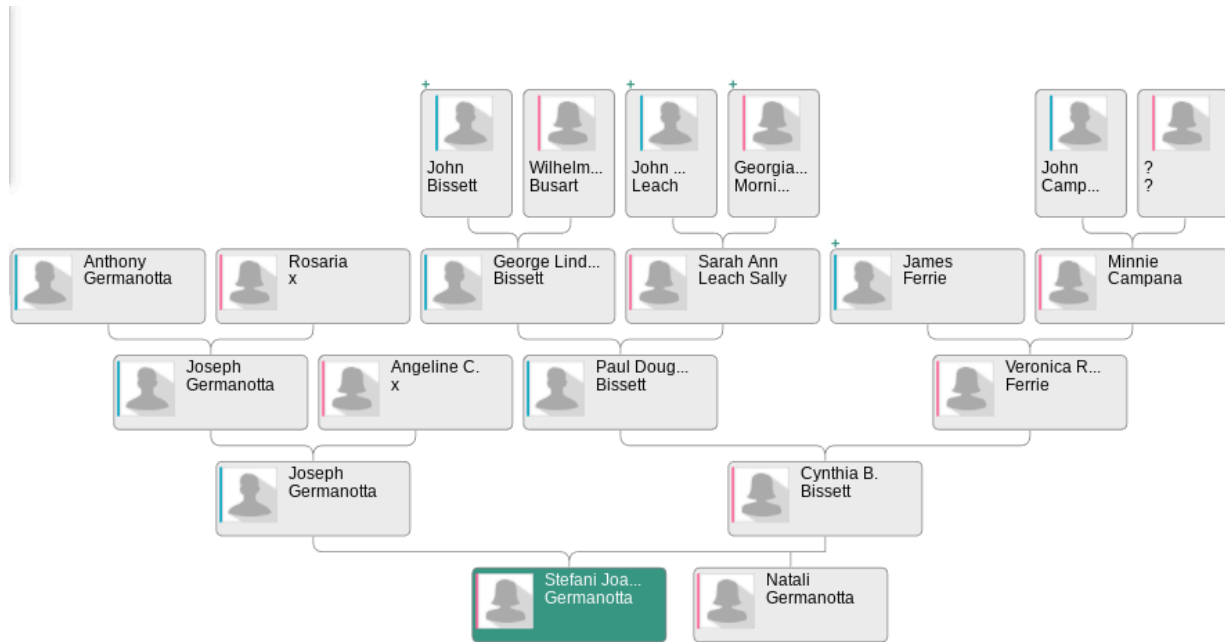 +
+
+
John
Bissett
Wilhelm...
Busart
John ...
Leach
Georgia...
Morni...
John
Camp...
?
?
Anthony
Germanotta
Rosaria
x
George Lind...
Bissett
Sarah Ann
Leach Sally
+
James
Ferrie
Minnie
Campana
Joseph
Germanotta
Angeline C.
x
Paul Doug...
Bissett
Veronica R...
Ferrie
Joseph
Germanotta
Cynthia B.
Bissett
Stefani Joa...
Germanotta
Natali
Germanotta